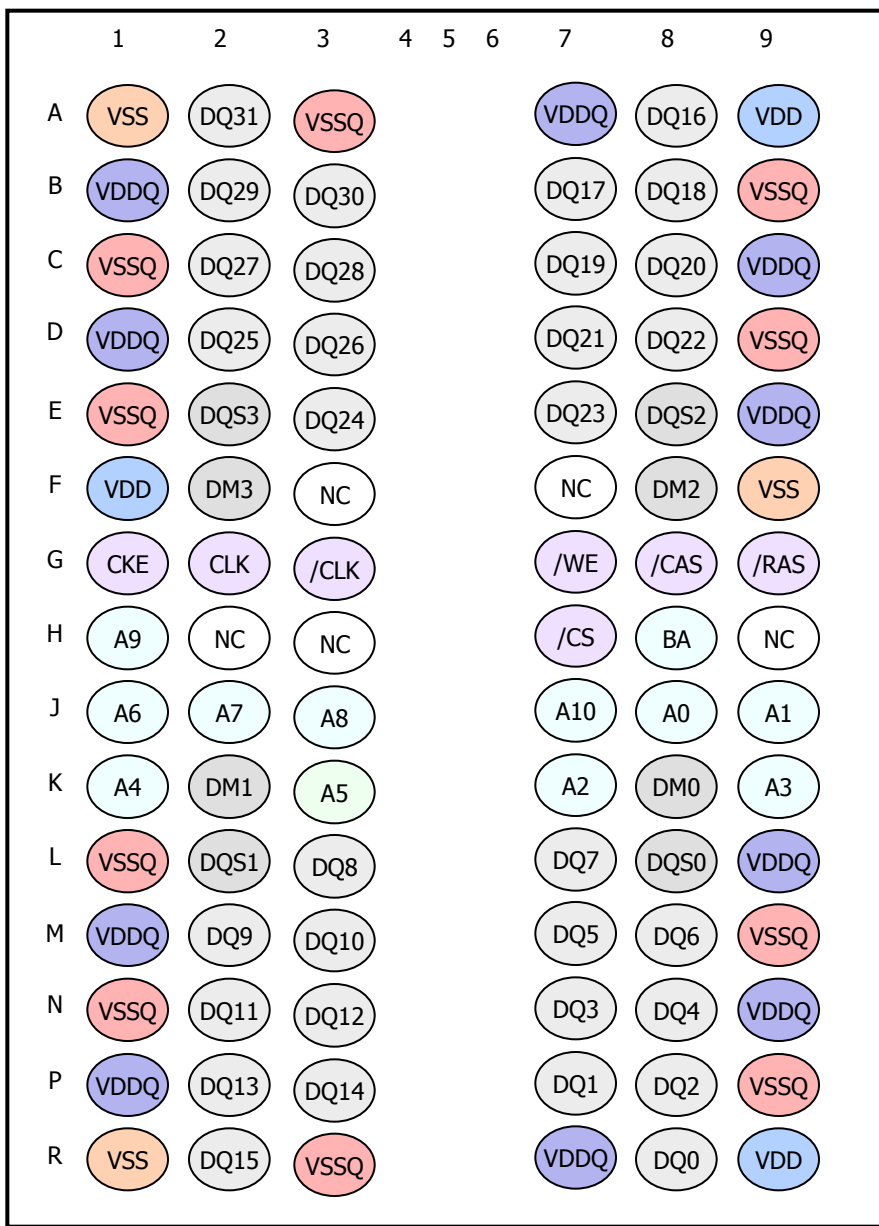 1 2 3 4 5 6 7 8 9
A VSS DQ31 VSSQ VDDQ DQ16 VDD
B VDDQ DQ29 DQ30 DQ17 DQ18 VSSQ
C VSSQ DQ27 DQ28 DQ19 DQ20 VDDQ
D VDDQ DQ25 DQ26 DQ21 DQ22 VSSQ
E VSSQ DQS3 DQ24 DQ23 DQS2 VDDQ
F VDD DM3 NC NC DM2 VSS
G CKE CLK /CLK /WE /CAS /RAS
H A9 NC NC /CS BA NC
J A6 A7 A8 A10 A0 A1
K A4 DM1 A5 A2 DM0 A3
L VSSQ DQS1 DQ8 DQ7 DQS0 VDDQ
M VDDQ DQ9 DQ10 DQ5 DQ6 VSSQ
N VSSQ DQ11 DQ12 DQ3 DQ4 VDDQ
P VDDQ DQ13 DQ14 DQ1 DQ2 VSSQ
R VSS DQ15 VSSQ VDDQ DQ0 VDD